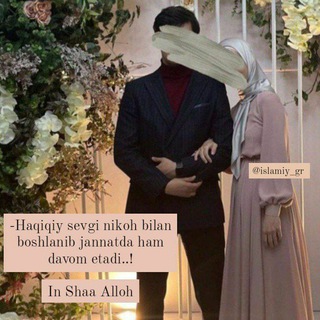 @islamiy_gr
-Haqiqiy sevgi nikoh bilan
boshlanib jannatda ham
davom etadi..!
In Shaa Alloh